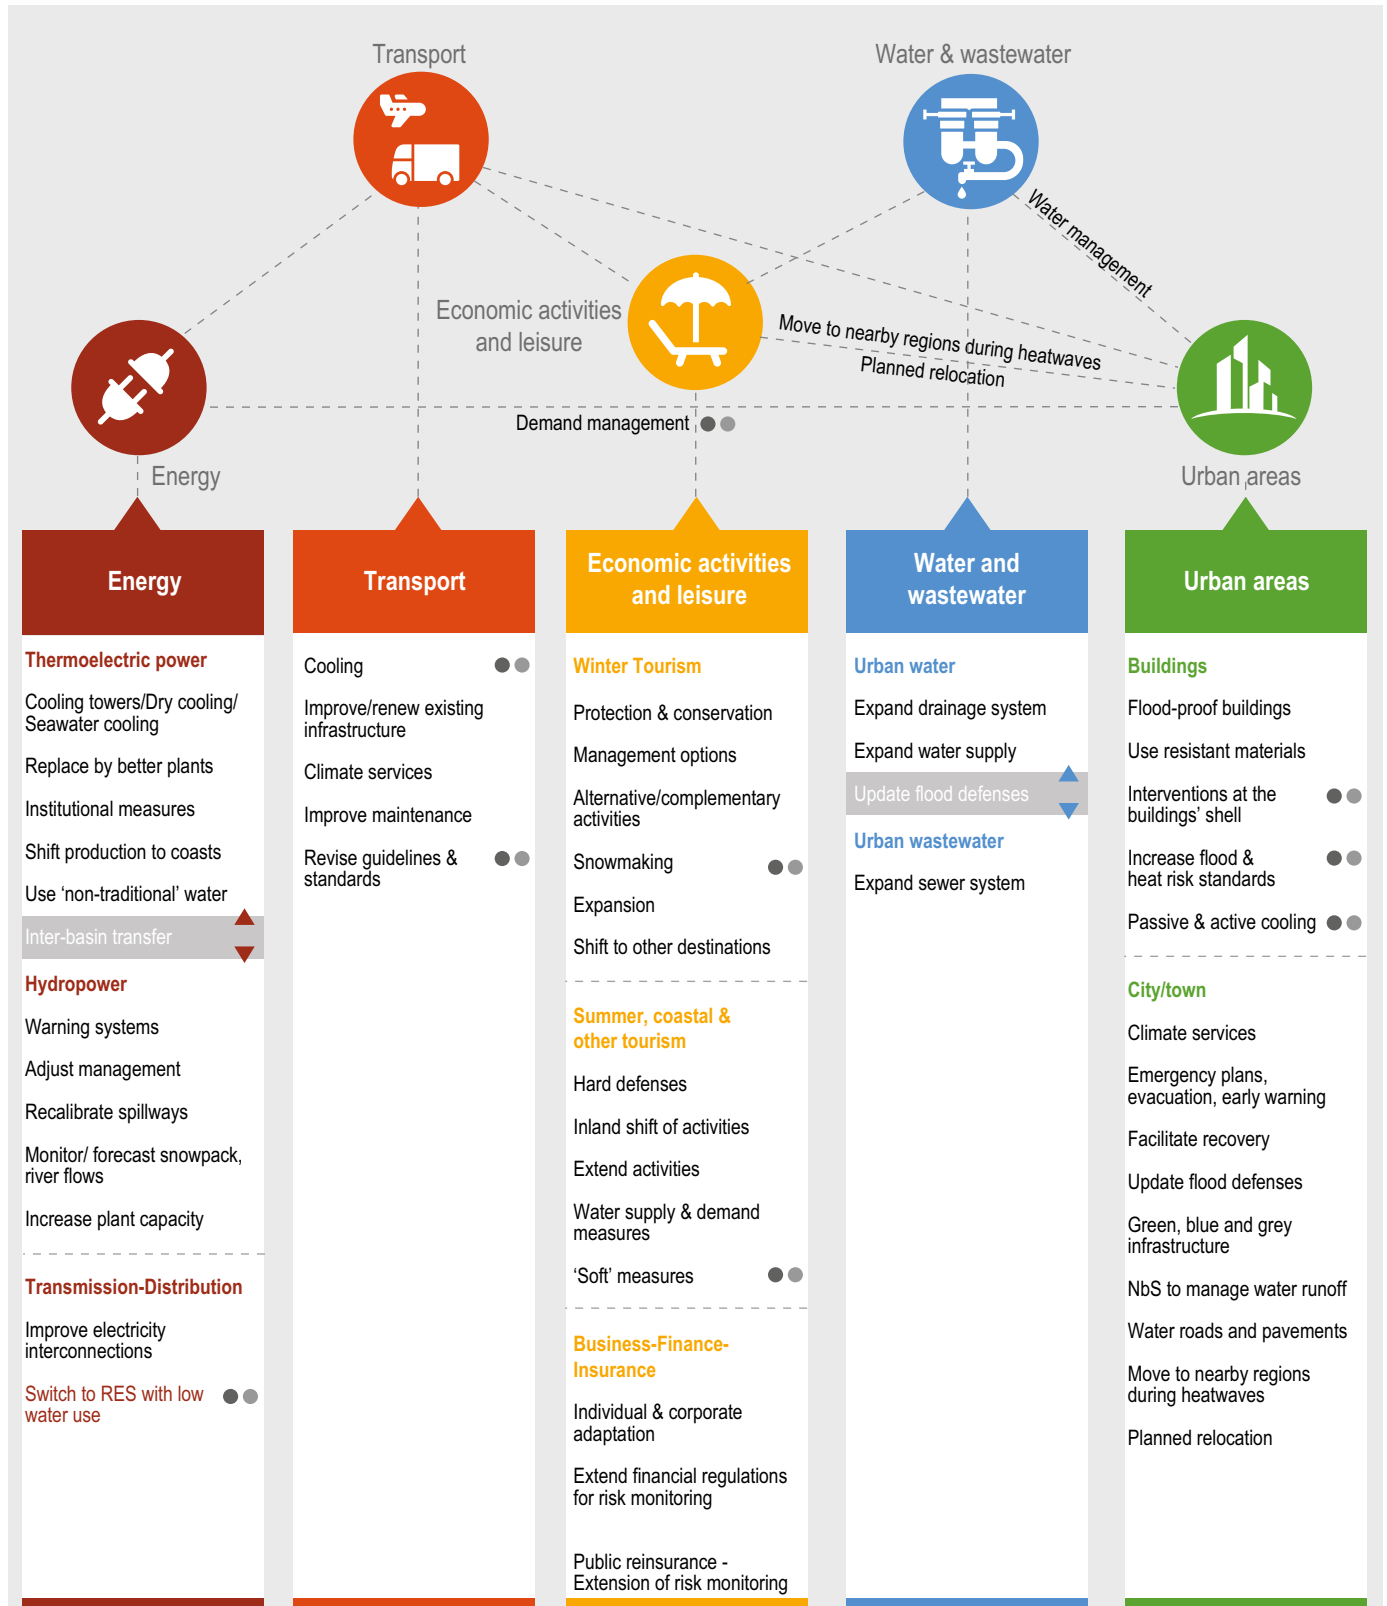 Transport
Water & wastewater
Water management
Economic activities
and leisure
Move to nearby regions during heatwaves
Planned relocation
Demand management
Energy
Urban areas
Energy
Thermoelectric power
Cooling towers/Dry cooling/
Seawater cooling
Replace by better plants
Institutional measures
Shift production to coasts
Use ‘non-traditional’ water
Inter-basin transfer
Hydropower
Warning systems
Adjust management
Recalibrate spillways
Monitor/ forecast snowpack,
river flows
Increase plant capacity
Transmission-Distribution
Improve electricity
interconnections
Switch to RES with low
water use
Transport
Cooling
Improve/renew existing
infrastructure
Climate services
Improve maintenance
Revise guidelines &
standards
Economic activities
and leisure
Winter Tourism
Protection & conservation
Management options
Alternative/complementary
activities
Snowmaking
Expansion
Shift to other destinations
Summer, coastal &
other tourism
Hard defenses
Inland shift of activities
Extend activities
Water supply & demand
measures
‘Soft’ measures
Business-Finance-
Insurance
Individual & corporate
adaptation
Extend financial regulations
for risk monitoring
Public reinsurance -
Extension of risk monitoring
Water and
wastewater
Urban water
Expand drainage system
Expand water supply
Update flood defenses
Urban wastewater
Expand sewer system
Urban areas
Buildings
Flood-proof buildings
Use resistant materials
Interventions at the
buildings’ shell
Increase flood &
heat risk standards
Passive & active cooling
City/town
Climate services
Emergency plans,
evacuation, early warning
Facilitate recovery
Update flood defenses
Green, blue and grey
infrastructure
NbS to manage water runoff
Water roads and pavements
Move to nearby regions
during heatwaves
Planned relocation